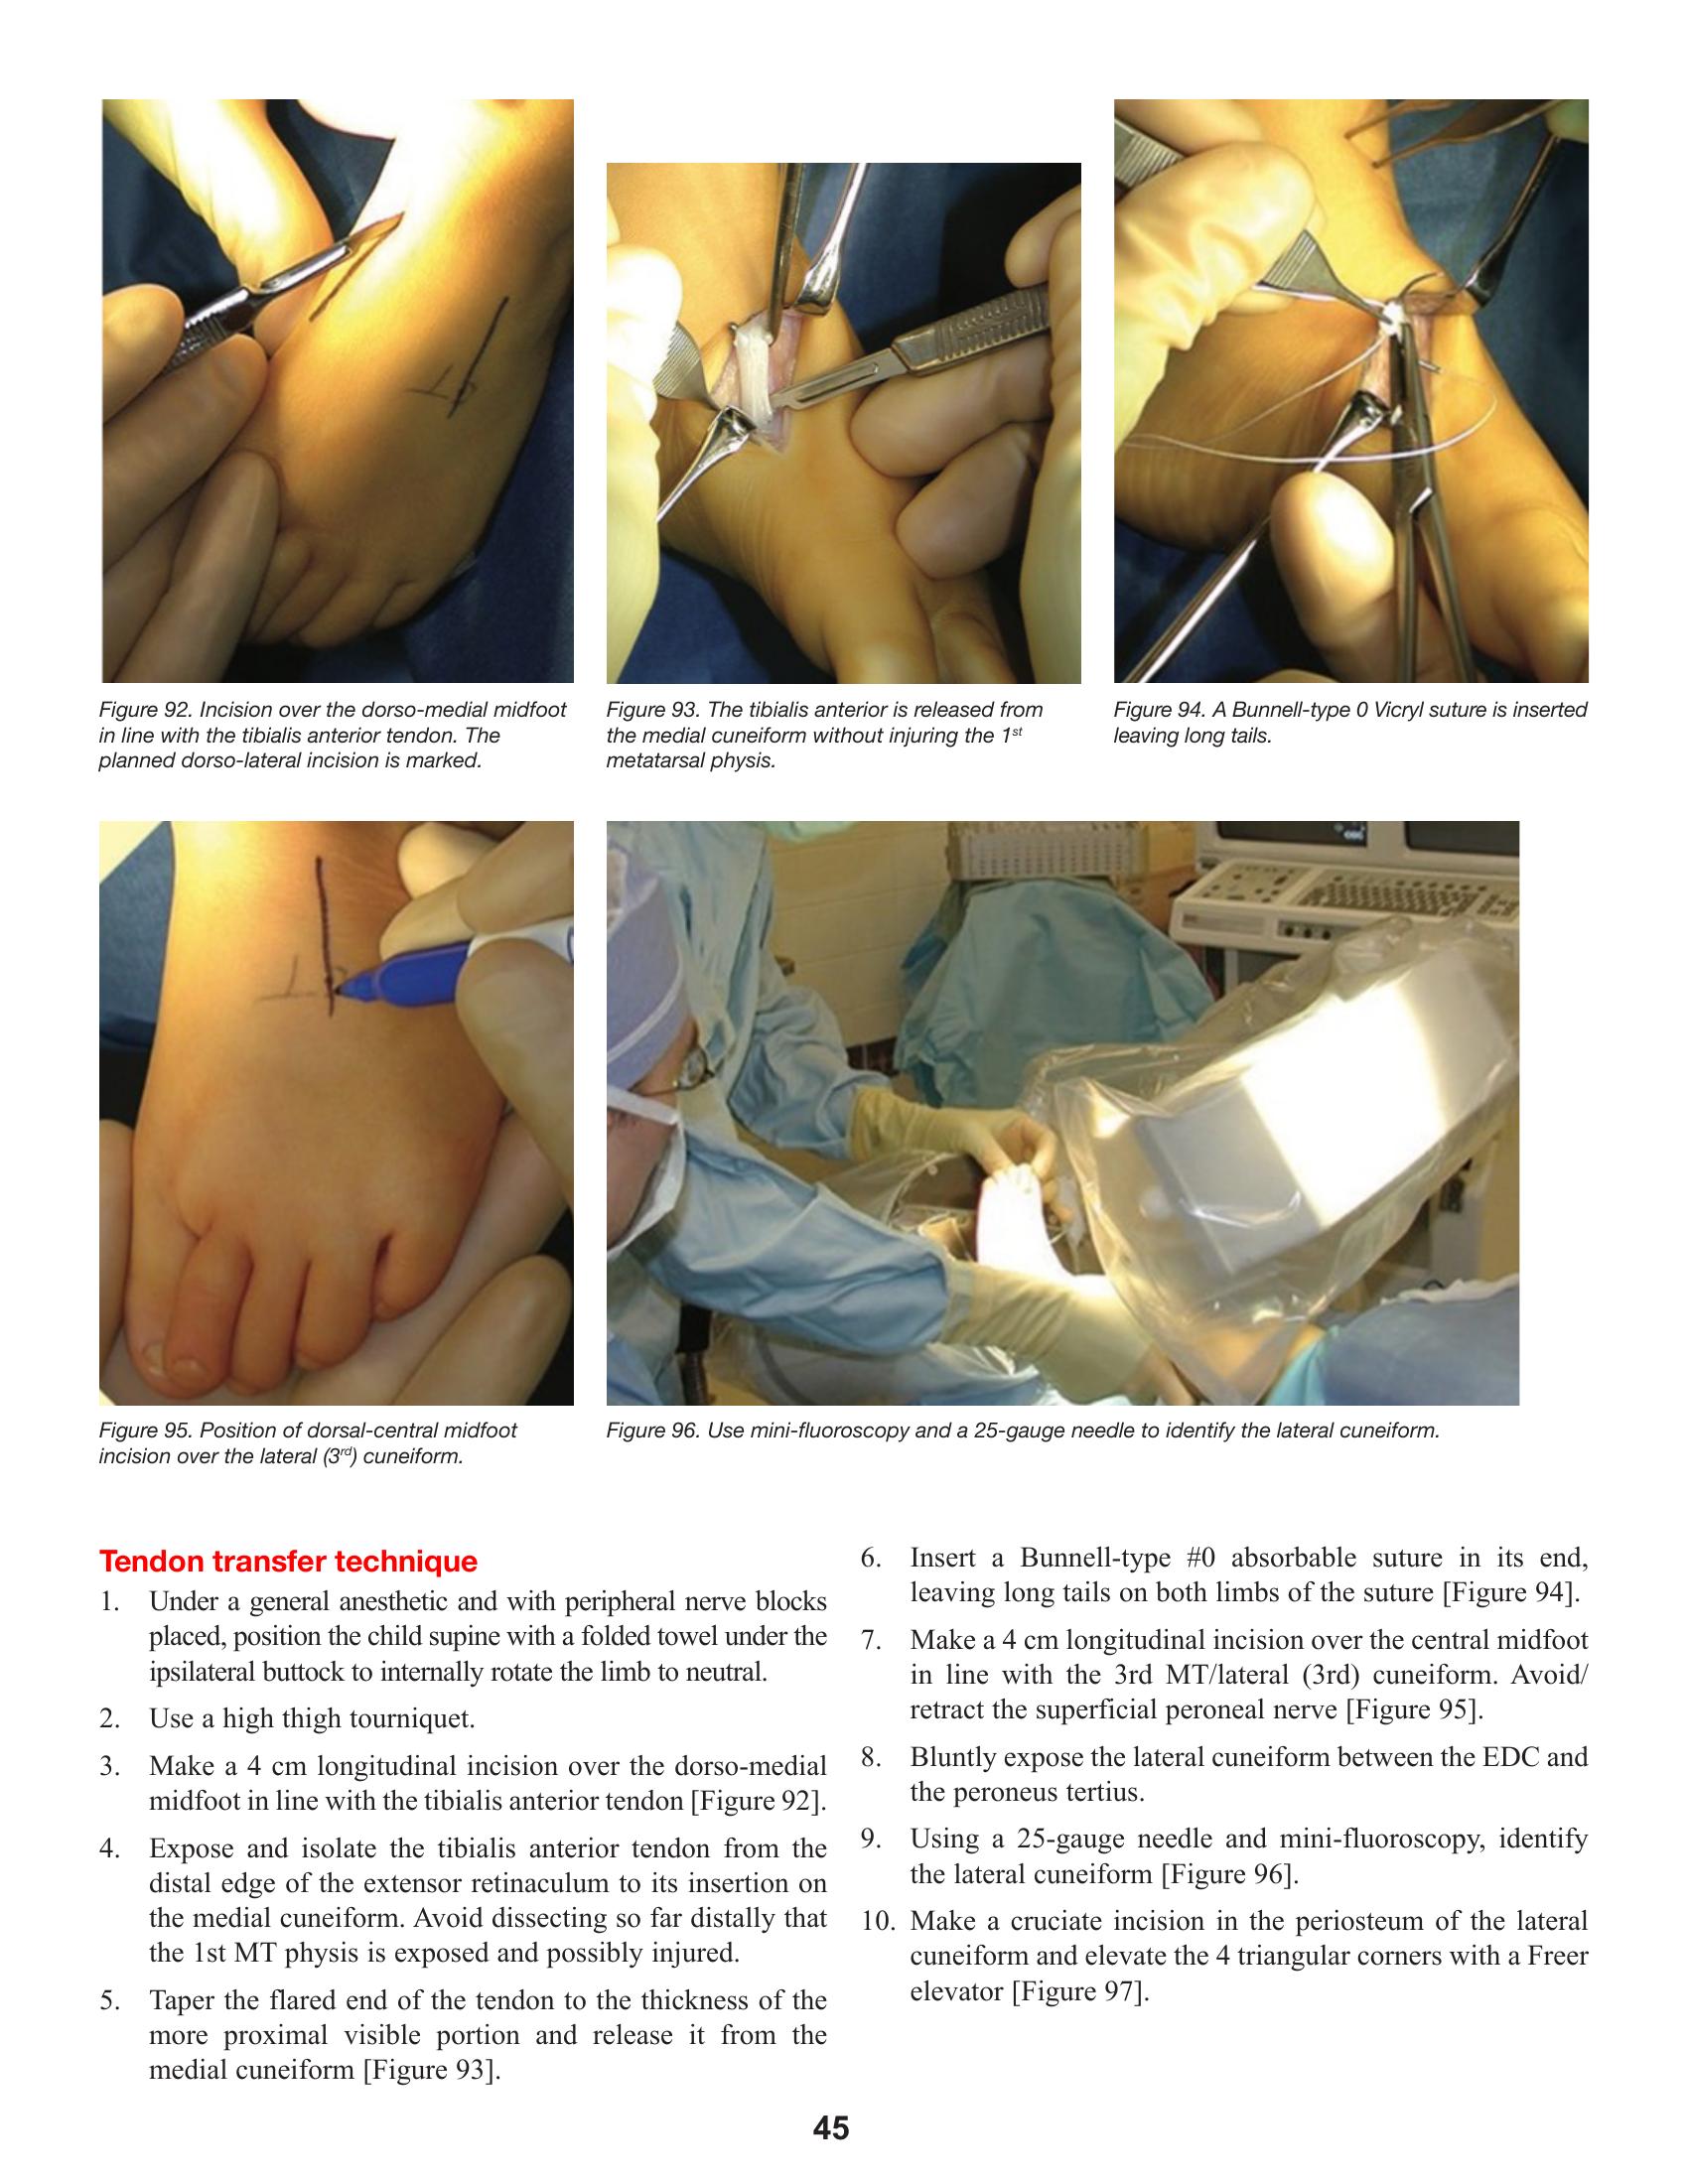 Figure 92. Incision over the dorso-medial midfoot
in line with the tibialis anterior tendon. The
planned dorso-lateral incision is marked.
Figure 93. The tibialis anterior is released from
the medial cuneiform without injuring the 1st
metatarsal physis.
Figure 94. A Bunnell-type 0 Vicryl suture is inserted
leaving long tails.
Figure 95. Position of dorsal-central midfoot
incision over the lateral (3rd) cuneiform.
Figure 96. Use mini-fluoroscopy and a 25-gauge needle to identify the lateral cuneiform.
Tendon transfer technique
1. Under a general anesthetic and with peripheral nerve blocks
placed, position the child supine with a folded towel under the
ipsilateral buttock to internally rotate the limb to neutral.
2. Use a high thigh tourniquet.
3. Make a 4 cm longitudinal incision over the dorso-medial
midfoot in line with the tibialis anterior tendon [Figure 92].
4. Expose and isolate the tibialis anterior tendon from the
distal edge of the extensor retinaculum to its insertion on
the medial cuneiform. Avoid dissecting so far distally that
the 1st MT physis is exposed and possibly injured.
5. Taper the flared end of the tendon to the thickness of the
more proximal visible portion and release it from the
medial cuneiform [Figure 93].
6. Insert a Bunnell-type #0 absorbable suture in its end,
leaving long tails on both limbs of the suture [Figure 94].
7. Make a 4 cm longitudinal incision over the central midfoot
in line with the 3rd MT/lateral (3rd) cuneiform. Avoid/
retract the superficial peroneal nerve [Figure 95].
8. Bluntly expose the lateral cuneiform between the EDC and
the peroneus tertius.
9. Using a 25-gauge needle and mini-fluoroscopy, identify
the lateral cuneiform [Figure 96].
10. Make a cruciate incision in the periosteum of the lateral
cuneiform and elevate the 4 triangular corners with a Freer
elevator [Figure 97].
45